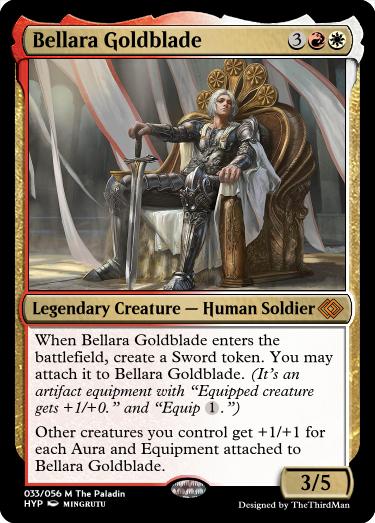 Bellara Goldblade 3
Legendary Creature — Human Soldier
When Bellara Goldblade enters the
battlefield, create a Sword token. You may
attach it to Bellara Goldblade. (It's an
artifact equipment with “Equipped creature
gets +1/+0.” and “Equip 1.”)
Other creatures you control get +1/+1 for
each Aura and Equipment attached to
Bellara Goldblade.
3/5
033/056 M The Paladin
HYP MINGRUTU
Designed by TheThirdMan